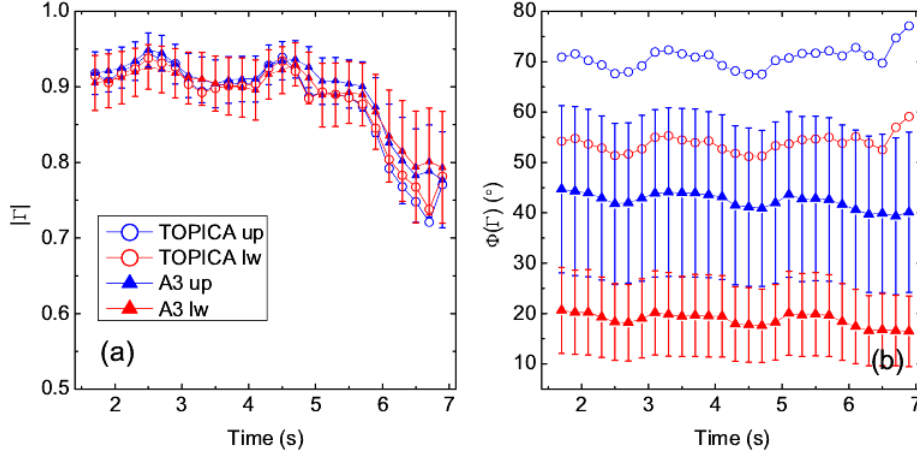 1.0
0.9
0.8
0.7
0.6
0.5
|Γ|
TOPICA up
TOPICA lw
A3 up
A3 lw
(a)
2 3 4 5 6 7
Time (s)
80
70
60
50
40
30
20
10
Φ(Γ) (°)
(b)
2 3 4 5 6 7
Time (s)